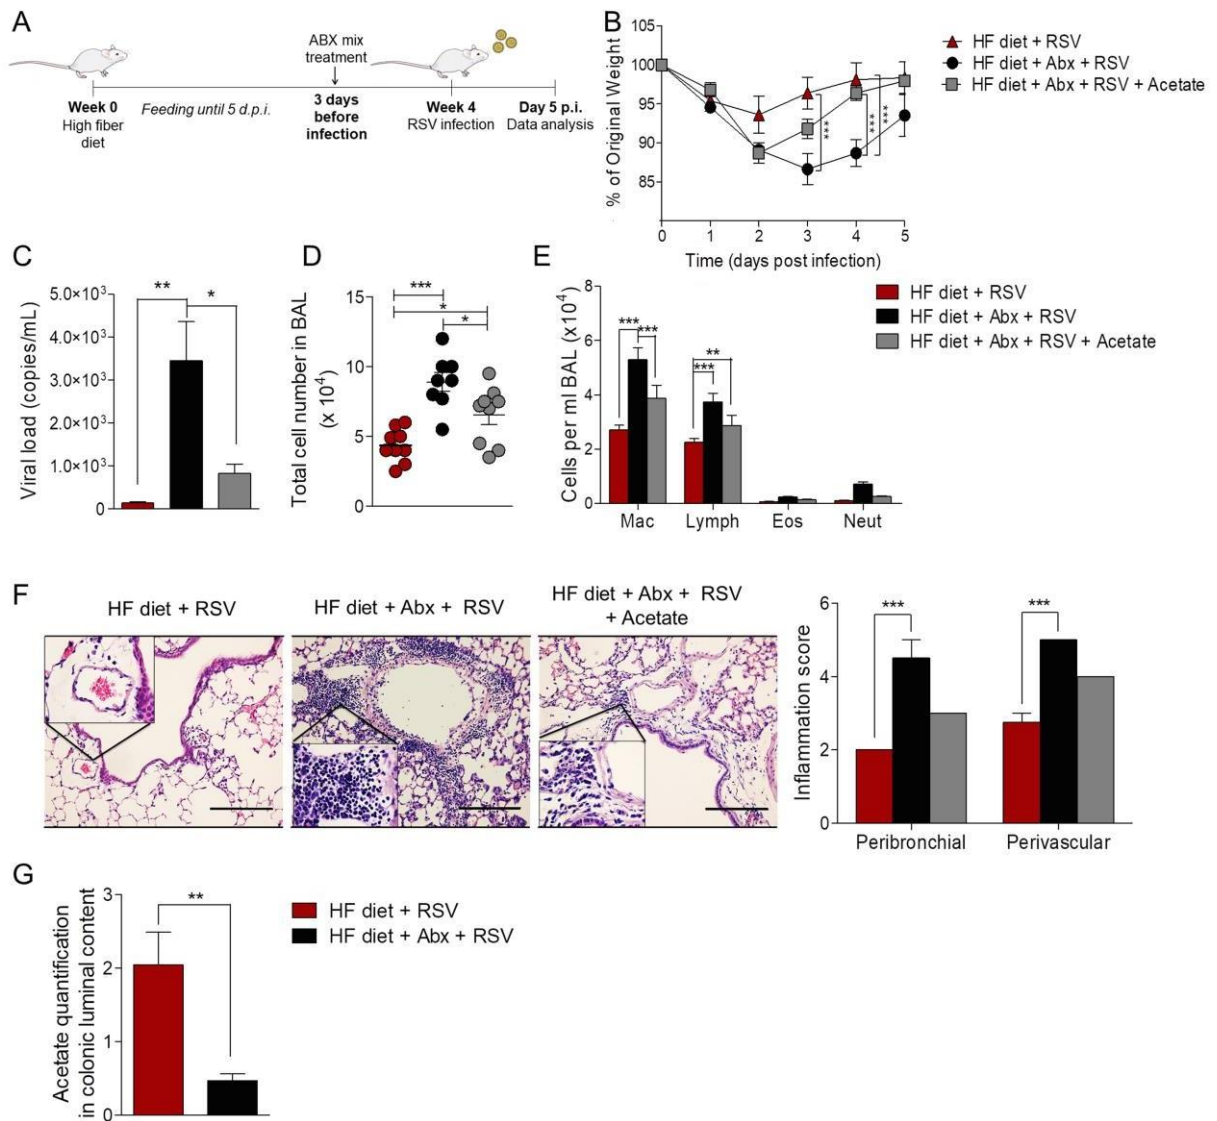 A
ABX mix
treatment
Week 0
High fiber
diet
Feeding until 5 d.p.i.
3 days
before
infection
Week 4
RSV infection
Day 5 p.i.
Data analysis
B
% of Original Weight
100
95
90
85
80
0 1 2 3 4 5
Time (days post infection)
*** *** ***
HF diet + RSV
HF diet + Abx + RSV
HF diet + Abx + RSV + Acetate
C
Viral load (copies/mL)
5.0×10³
4.0×10³
3.0×10³
2.0×10³
1.0×10³
0
** *
D
Total cell number in BAL
(x 10⁴)
15
10
5
0
***
*
*
E
Cells per ml BAL (x10⁴)
8
6
4
2
0
*** ***
**
***
Mac Lymph Eos Neut
HF diet + RSV
HF diet + Abx + RSV
HF diet + Abx + RSV + Acetate
F
HF diet + RSV
HF diet + Abx + RSV
HF diet + Abx + RSV
+ Acetate
Inflamation score
6
4
2
0
*** ***
Peribronchial Perivascular
G
Acetate quantification
in colonic luminal content
3
2
1
0
**
HF diet + RSV
HF diet + Abx + RSV